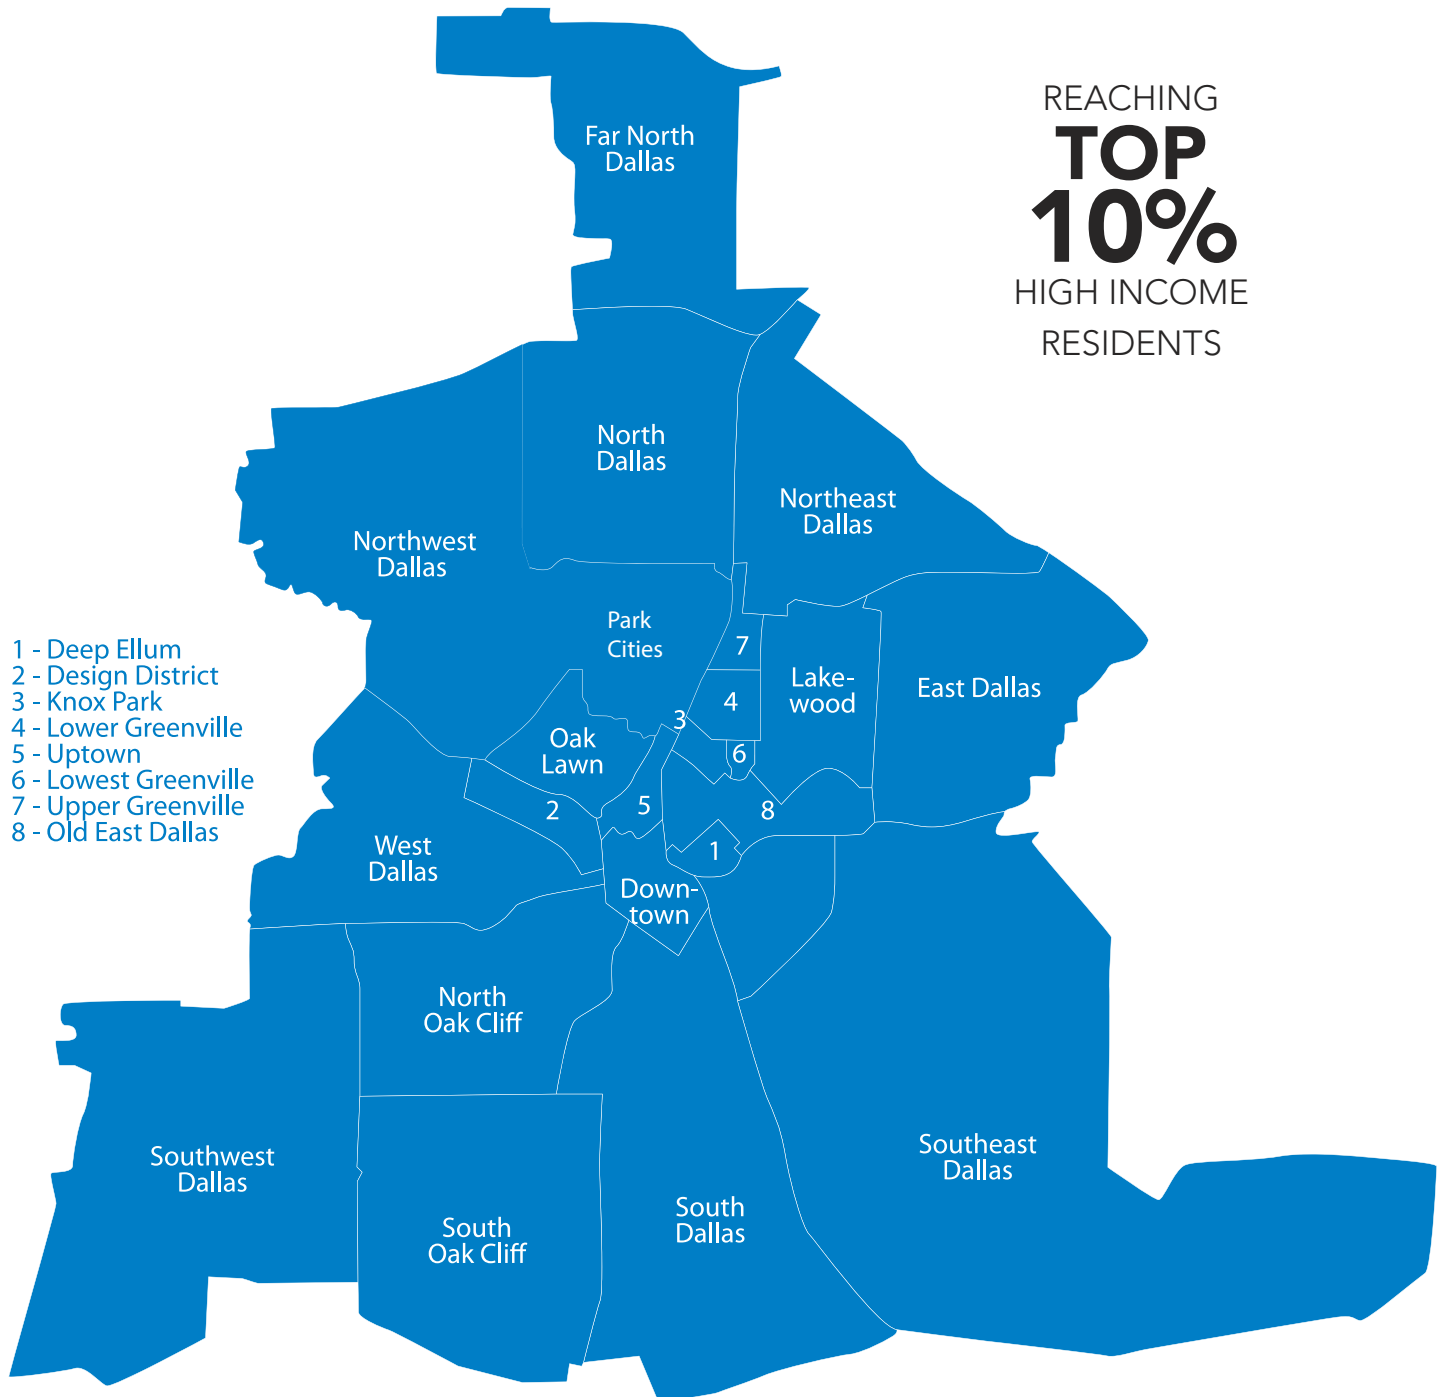 REACHING
TOP
10%
HIGH INCOME
RESIDENTS
Far North
Dallas
North
Dallas
Northeast
Dallas
Northwest
Dallas
Park
Cities
7
Lake-
wood
East Dallas
4
3
Oak
Lawn
6
2
5
8
1
West
Dallas
Down-
town
North
Oak Cliff
Southwest
Dallas
South
Oak Cliff
South
Dallas
Southeast
Dallas
1 - Deep Ellum
2 - Design District
3 - Knox Park
4 - Lower Greenville
5 - Uptown
6 - Lowest Greenville
7 - Upper Greenville
8 - Old East Dallas